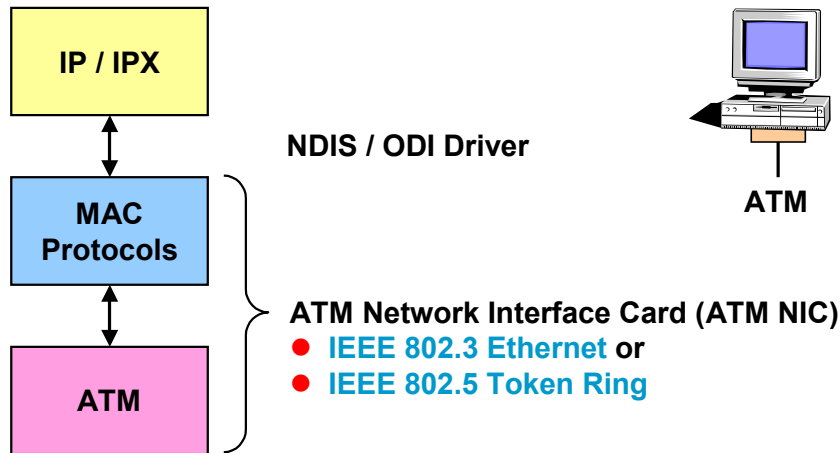 IP / IPX
NDIS / ODI Driver
MAC
Protocols
ATM
ATM Network Interface Card (ATM NIC)
● IEEE 802.3 Ethernet or
● IEEE 802.5 Token Ring
ATM